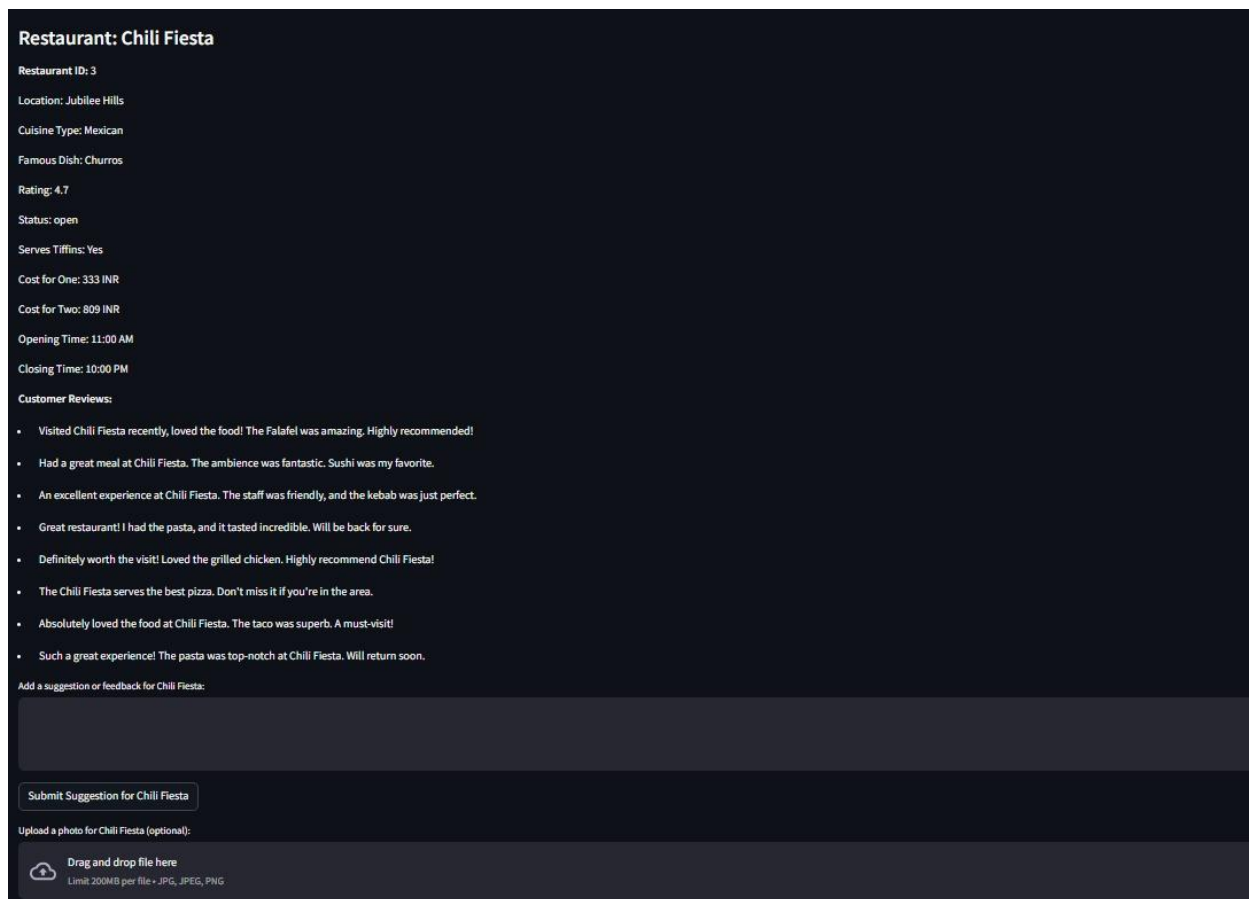 Restaurant: Chili Fiesta
Restaurant ID: 3
Location: Jubilee Hills
Cuisine Type: Mexican
Famous Dish: Churros
Rating: 4.7
Status: open
Serves Tiffins: Yes
Cost for One: 333 INR
Cost for Two: 809 INR
Opening Time: 11:00 AM
Closing Time: 10:00 PM
Customer Reviews:
• Visited Chili Fiesta recently, loved the food! The Falafel was amazing. Highly recommended!
• Had a great meal at Chili Fiesta. The ambience was fantastic. Sushi was my favorite.
• An excellent experience at Chili Fiesta. The staff was friendly, and the kebab was just perfect.
• Great restaurant! I had the pasta, and it tasted incredible. Will be back for sure.
• Definitely worth the visit! Loved the grilled chicken. Highly recommend Chili Fiesta!
• The Chili Fiesta serves the best pizza. Don't miss it if you're in the area.
• Absolutely loved the food at Chili Fiesta. The taco was superb. A must-visit!
• Such a great experience! The pasta was top-notch at Chili Fiesta. Will return soon.
Add a suggestion or feedback for Chili Fiesta:
Submit Suggestion for Chili Fiesta
Upload a photo for Chili Fiesta (optional):
Drag and drop file here
Limit 200MB per file • JPG, JPEG, PNG